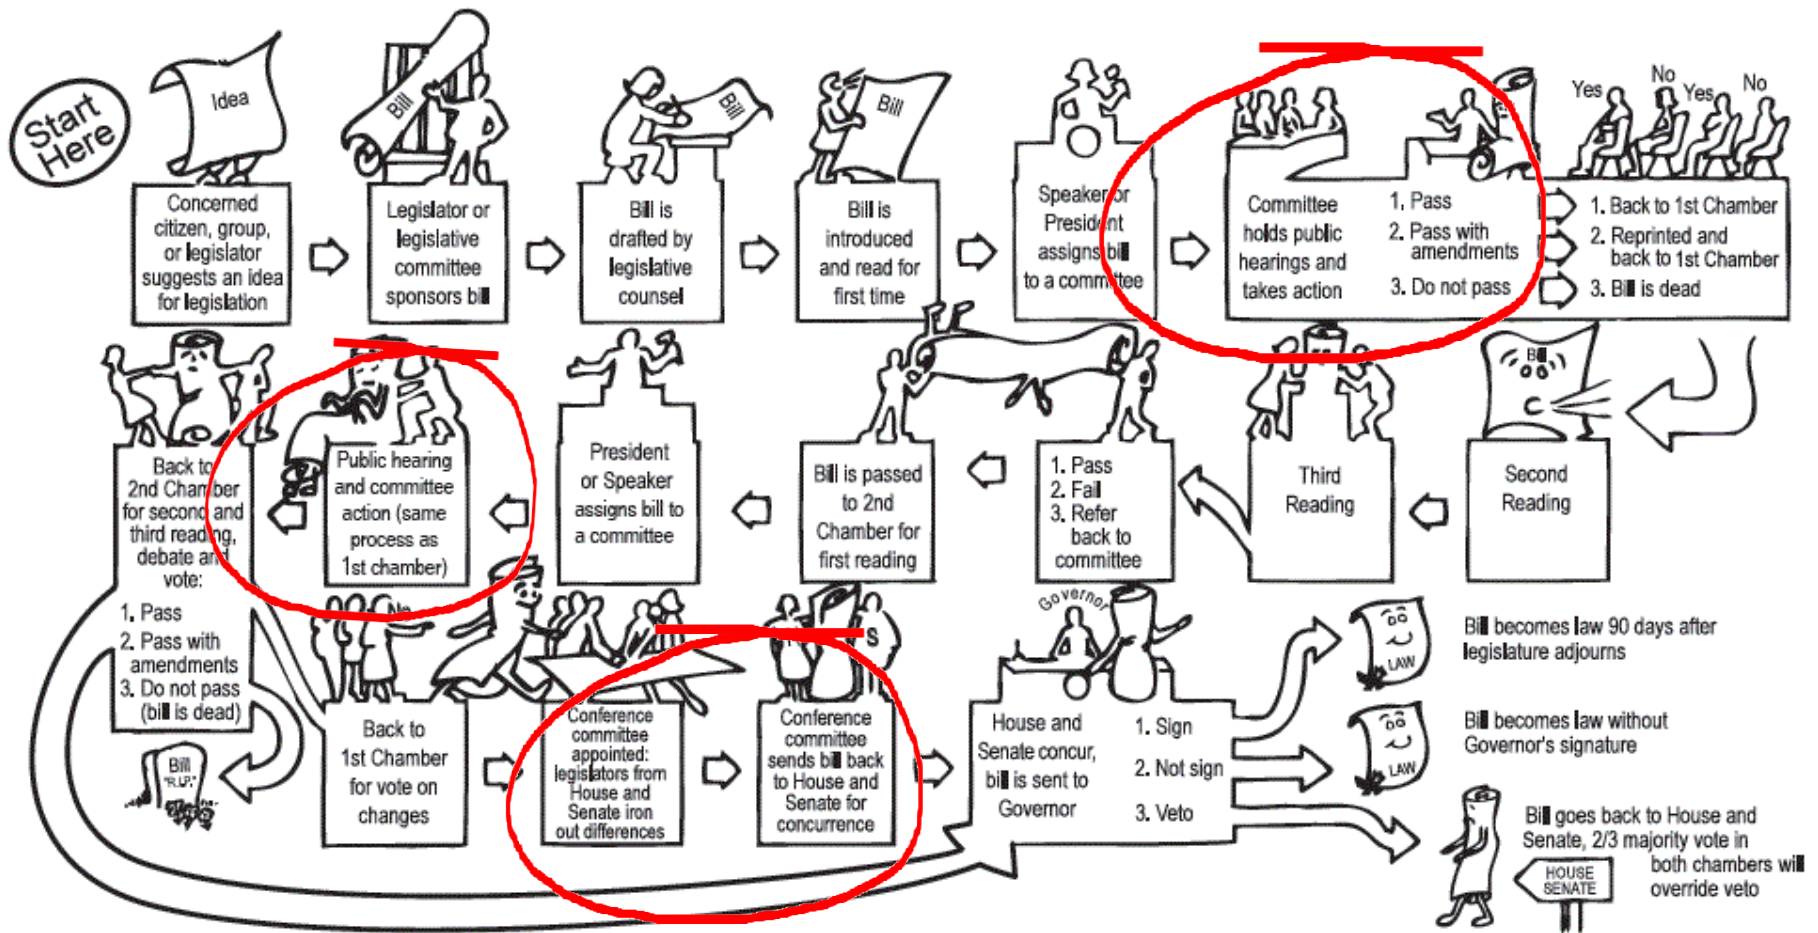 Start
Here
Idea
Concerned
citizen, group,
or legislator
suggests an idea
for legislation
Bill
Legislator or
legislative
committee
sponsors bill
Bill
Bill is
drafted by
legislative
counsel
Bill
Bill is
introduced
and read for
first time
Speaker or
President
assigns bill
to a committee
Committee
holds public
hearings and
takes action
1. Pass
2. Pass with
amendments
3. Do not pass
Yes
No
Yes
No
1. Back to 1st Chamber
2. Reprinted and
back to 1st Chamber
3. Bill is dead
Bill
Second
Reading
Third
Reading
1. Pass
2. Fail
3. Refer
back to
committee
Bill is passed
to 2nd
Chamber for
first reading
President
or Speaker
assigns bill to
a committee
Public hearing
and committee
action (same
process as
1st chamber)
Back to
2nd Chamber
for second and
third reading,
debate and
vote:
1. Pass
2. Pass with
amendments
3. Do not pass
(bill is dead)
Bill
"R.I.P."
No
Back to
1st Chamber
for vote on
changes
Conference
committee
appointed:
legislators from
House and
Senate iron
out differences
S
Conference
committee
sends bill back
to House and
Senate for
concurrence
Governor
House and
Senate concur,
bill is sent to
Governor
1. Sign
2. Not sign
3. Veto
LAW
Bill becomes law 90 days after
legislature adjourns
LAW
Bill becomes law without
Governor's signature
Bill goes back to House and
Senate, 2/3 majority vote in
both chambers will
override veto
HOUSE
SENATE